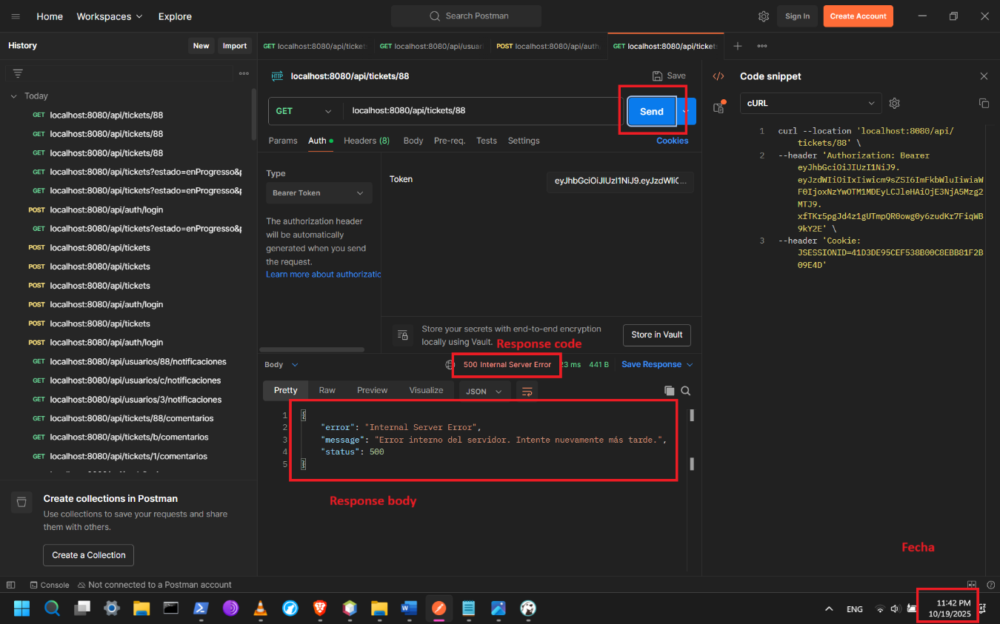 Home
Workspaces
Explore
Search Postman
Sign In
Create Account
History
New
Import
GET localhost:8080/api/ticket
GET localhost:8080/api/usuar
POST localhost:8080/api/auth
GET localhost:8080/api/ticket
Today
GET localhost:8080/api/tickets/88
GET localhost:8080/api/tickets/88
GET localhost:8080/api/tickets/88
GET localhost:8080/api/tickets?estado=enProgreso&p
GET localhost:8080/api/tickets?estado=enProgreso&p
POST localhost:8080/api/auth/login
GET localhost:8080/api/tickets?estado=enProgreso&p
POST localhost:8080/api/tickets
POST localhost:8080/api/tickets
POST localhost:8080/api/tickets
POST localhost:8080/api/auth/login
POST localhost:8080/api/tickets
POST localhost:8080/api/auth/login
GET localhost:8080/api/usuarios/88/notificaciones
GET localhost:8080/api/usuarios/c/notificaciones
GET localhost:8080/api/usuarios/3/notificaciones
GET localhost:8080/api/tickets/88/comentarios
GET localhost:8080/api/tickets/b/comentarios
GET localhost:8080/api/tickets/1/comentarios
Create collections in Postman
Use collections to save your requests and share
them with others.
Create a Collection
HTTP localhost:8080/api/tickets/88
Save
GET
localhost:8080/api/tickets/88
Send
Params
Auth
Headers (8)
Body
Pre-req.
Tests
Settings
Cookies
Type
Bearer Token
The authorization header
will be automatically
generated when you send
the request.
Learn more about authorizatio
Token
eyJhbGciOiJIUzI1NiJ9.eyJzdWIiO...
Store your secrets with end-to-end encryption
locally using Vault.
Store in Vault
Response code
Body
500 Internal Server Error
23 ms
441 B
Save Response
Pretty
Raw
Preview
Visualize
JSON
1 {
2 "error": "Internal Server Error",
3 "message": "Error interno del servidor. Intente nuevamente más tarde.",
4 "status": 500
5 }
Response body
</> Code snippet
cURL
1 curl --location 'localhost:8080/api/
tickets/88' \
2 --header 'Authorization: Bearer
eyJhbGciOiJIUzI1NiJ9.
eyJzdWIiOiIxIiwicm9sZSI6ImFkbWluIiwiaW
F0IjoxNzYwOTM1MDEyLCJleHAiOjE3NjA5Mzg2
MTJ9.
xfTKr5pgJd4z1gUTmpQR0owg0y6zudKr7FiqWB
9kY2E' \
3 --header 'Cookie:
JSESSIONID=41D3DE95CEF538B00C8EBB81F2B
09E4D'
Fecha
Console
Not connected to a Postman account
ENG
11:42 PM
10/19/2025